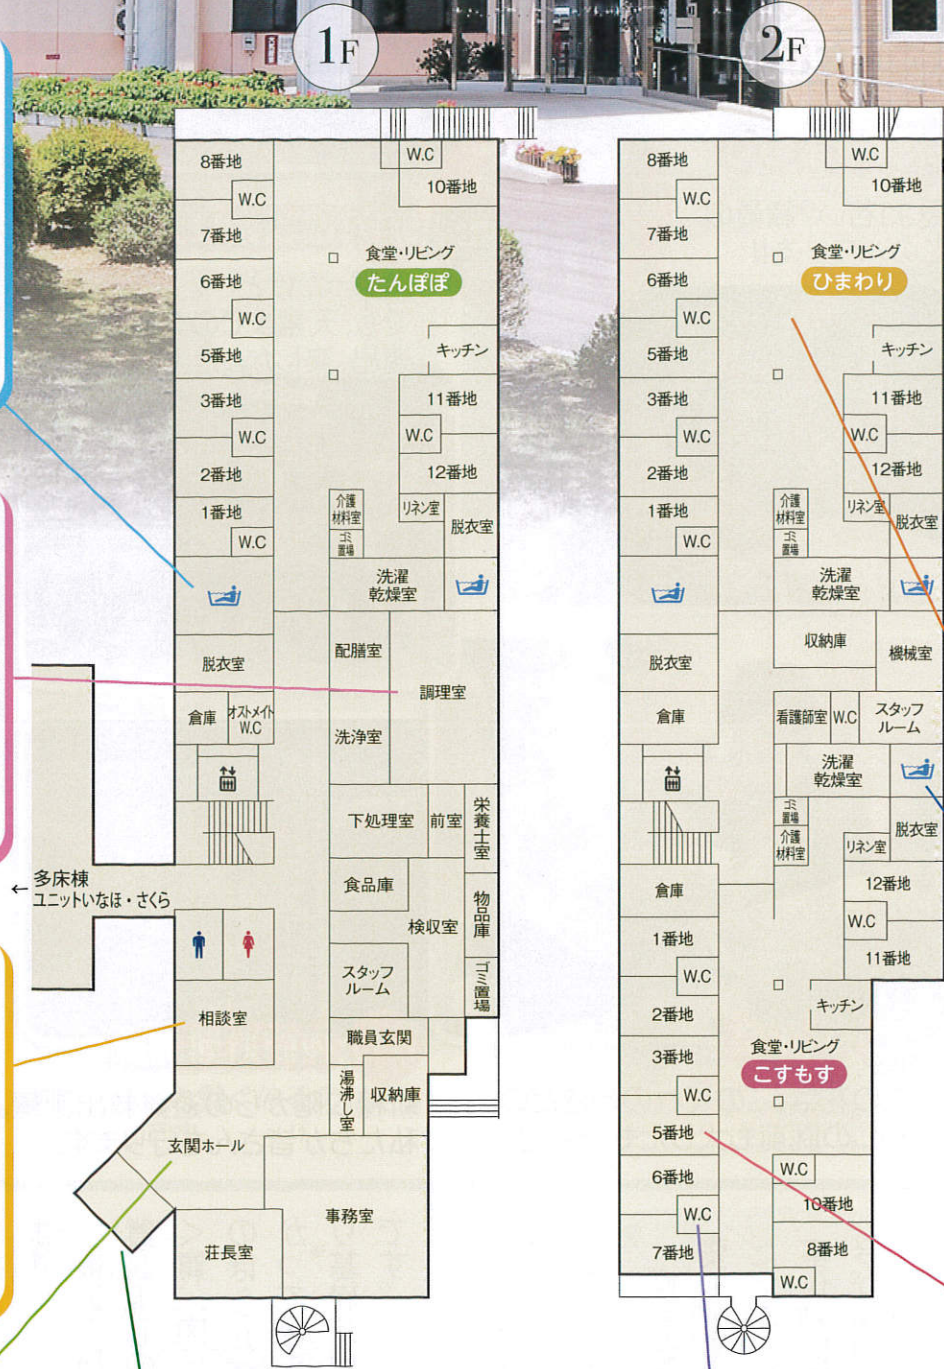 1F
8番地
W.C
W.C
10番地
7番地
食堂・リビング
たんぽぽ
6番地
W.C
5番地
キッチン
3番地
11番地
W.C
W.C
2番地
12番地
1番地
介護
材料室
リネン室
脱衣室
W.C
ゴミ
置場
洗濯
乾燥室
配膳室
脱衣室
調理室
倉庫
オストメイト
W.C
洗浄室
下処理室
前室
栄養士室
←多床棟
ユニットいなほ・さくら
食品庫
物品庫
検収室
スタッフ
ルーム
ゴミ置場
相談室
職員玄関
湯沸し室
収納庫
玄関ホール
事務室
荘長室
2F
8番地
W.C
W.C
10番地
7番地
食堂・リビング
ひまわり
6番地
W.C
5番地
キッチン
3番地
11番地
W.C
W.C
2番地
12番地
1番地
介護
材料室
リネン室
脱衣室
W.C
ゴミ
置場
洗濯
乾燥室
収納庫
機械室
脱衣室
倉庫
看護師室
W.C
スタッフ
ルーム
洗濯
乾燥室
ゴミ
置場
介護
材料室
リネン室
脱衣室
倉庫
12番地
W.C
1番地
11番地
W.C
2番地
キッチン
3番地
食堂・リビング
こすもす
W.C
5番地
6番地
W.C
10番地
W.C
7番地
8番地
W.C